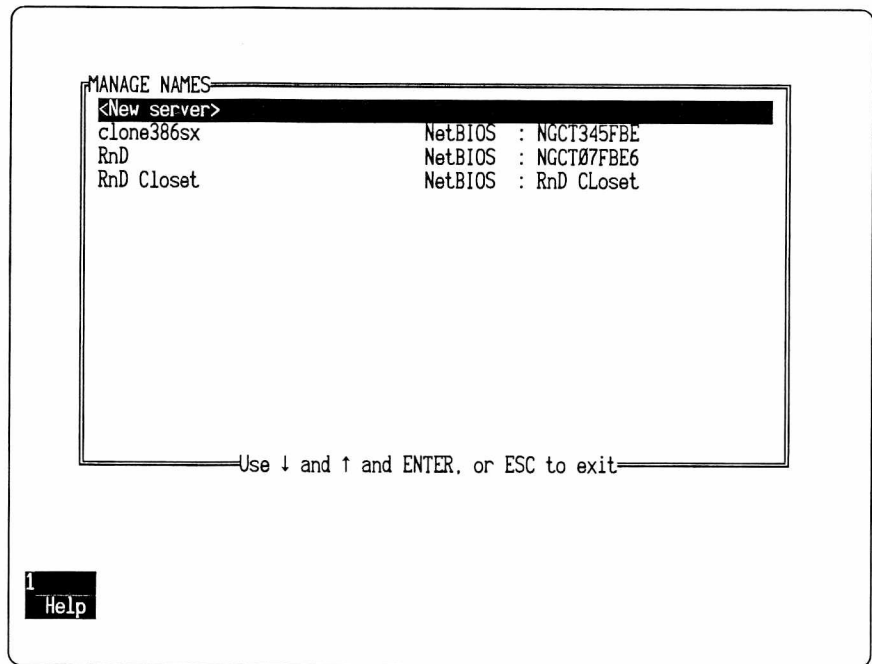 MANAGE NAMES
<New server>
clone386sx NetBIOS : NGCT345FBE
RnD NetBIOS : NGCTØ7FBE6
RnD Closet NetBIOS : RnD CLoset
Use ↓ and ↑ and ENTER, or ESC to exit
1
Help